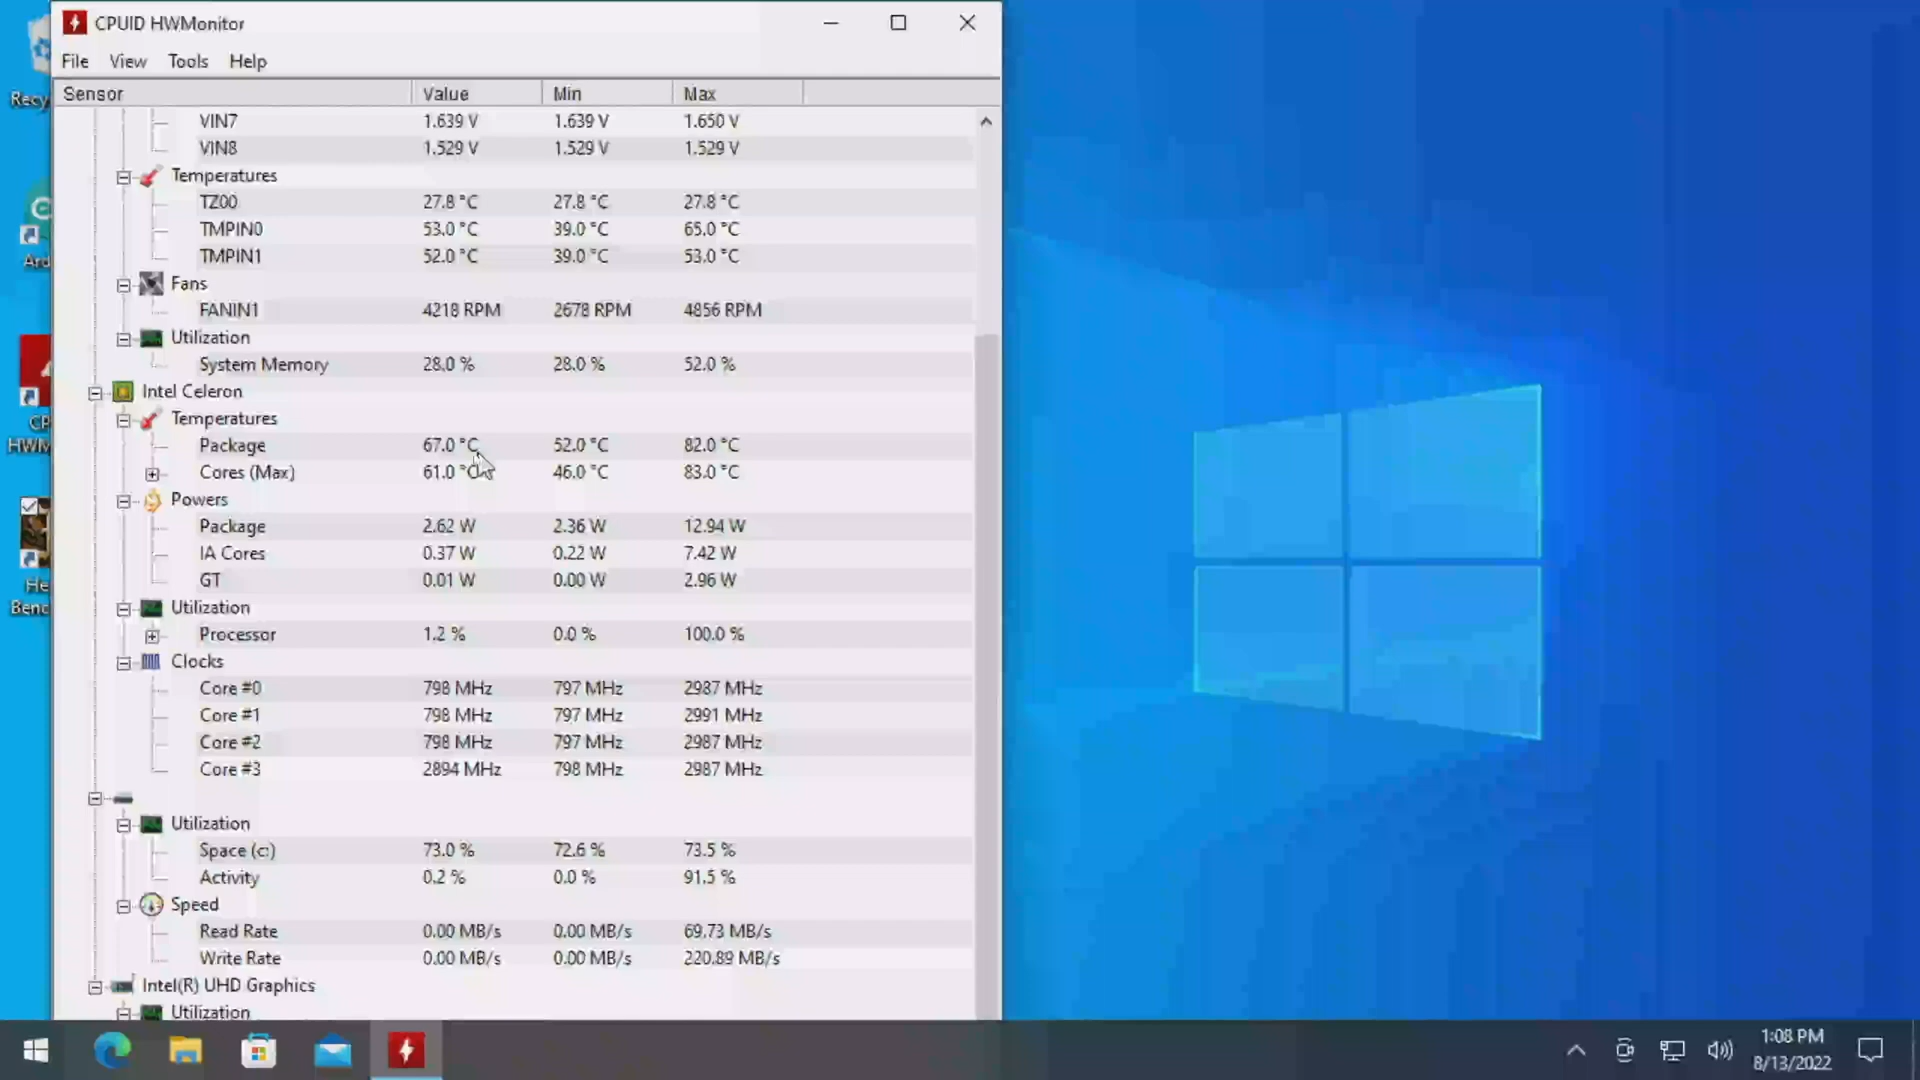 CPUID HWMonitor
File View Tools Help
Sensor Value Min Max
VIN7 1.639 V 1.639 V 1.650 V
VIN8 1.529 V 1.529 V 1.529 V
Temperatures
TZ00 27.8 °C 27.8 °C 27.8 °C
TMPIN0 53.0 °C 39.0 °C 65.0 °C
TMPIN1 52.0 °C 39.0 °C 53.0 °C
Fans
FANIN1 4218 RPM 2678 RPM 4856 RPM
Utilization
System Memory 28.0 % 28.0 % 52.0 %
Intel Celeron
Temperatures
Package 67.0 °C 52.0 °C 82.0 °C
Cores (Max) 61.0 °C 46.0 °C 83.0 °C
Powers
Package 2.62 W 2.36 W 12.94 W
IA Cores 0.37 W 0.22 W 7.42 W
GT 0.01 W 0.00 W 2.96 W
Utilization
Processor 1.2 % 0.0 % 100.0 %
Clocks
Core #0 798 MHz 797 MHz 2987 MHz
Core #1 798 MHz 797 MHz 2991 MHz
Core #2 798 MHz 797 MHz 2987 MHz
Core #3 2894 MHz 798 MHz 2987 MHz
Utilization
Space (c:) 73.0 % 72.6 % 73.5 %
Activity 0.2 % 0.0 % 91.5 %
Speed
Read Rate 0.00 MB/s 0.00 MB/s 69.73 MB/s
Write Rate 0.00 MB/s 0.00 MB/s 220.89 MB/s
Intel(R) UHD Graphics
Utilization
Recy
Ard
CP
HWM
He
Benc
1:08 PM
8/13/2022